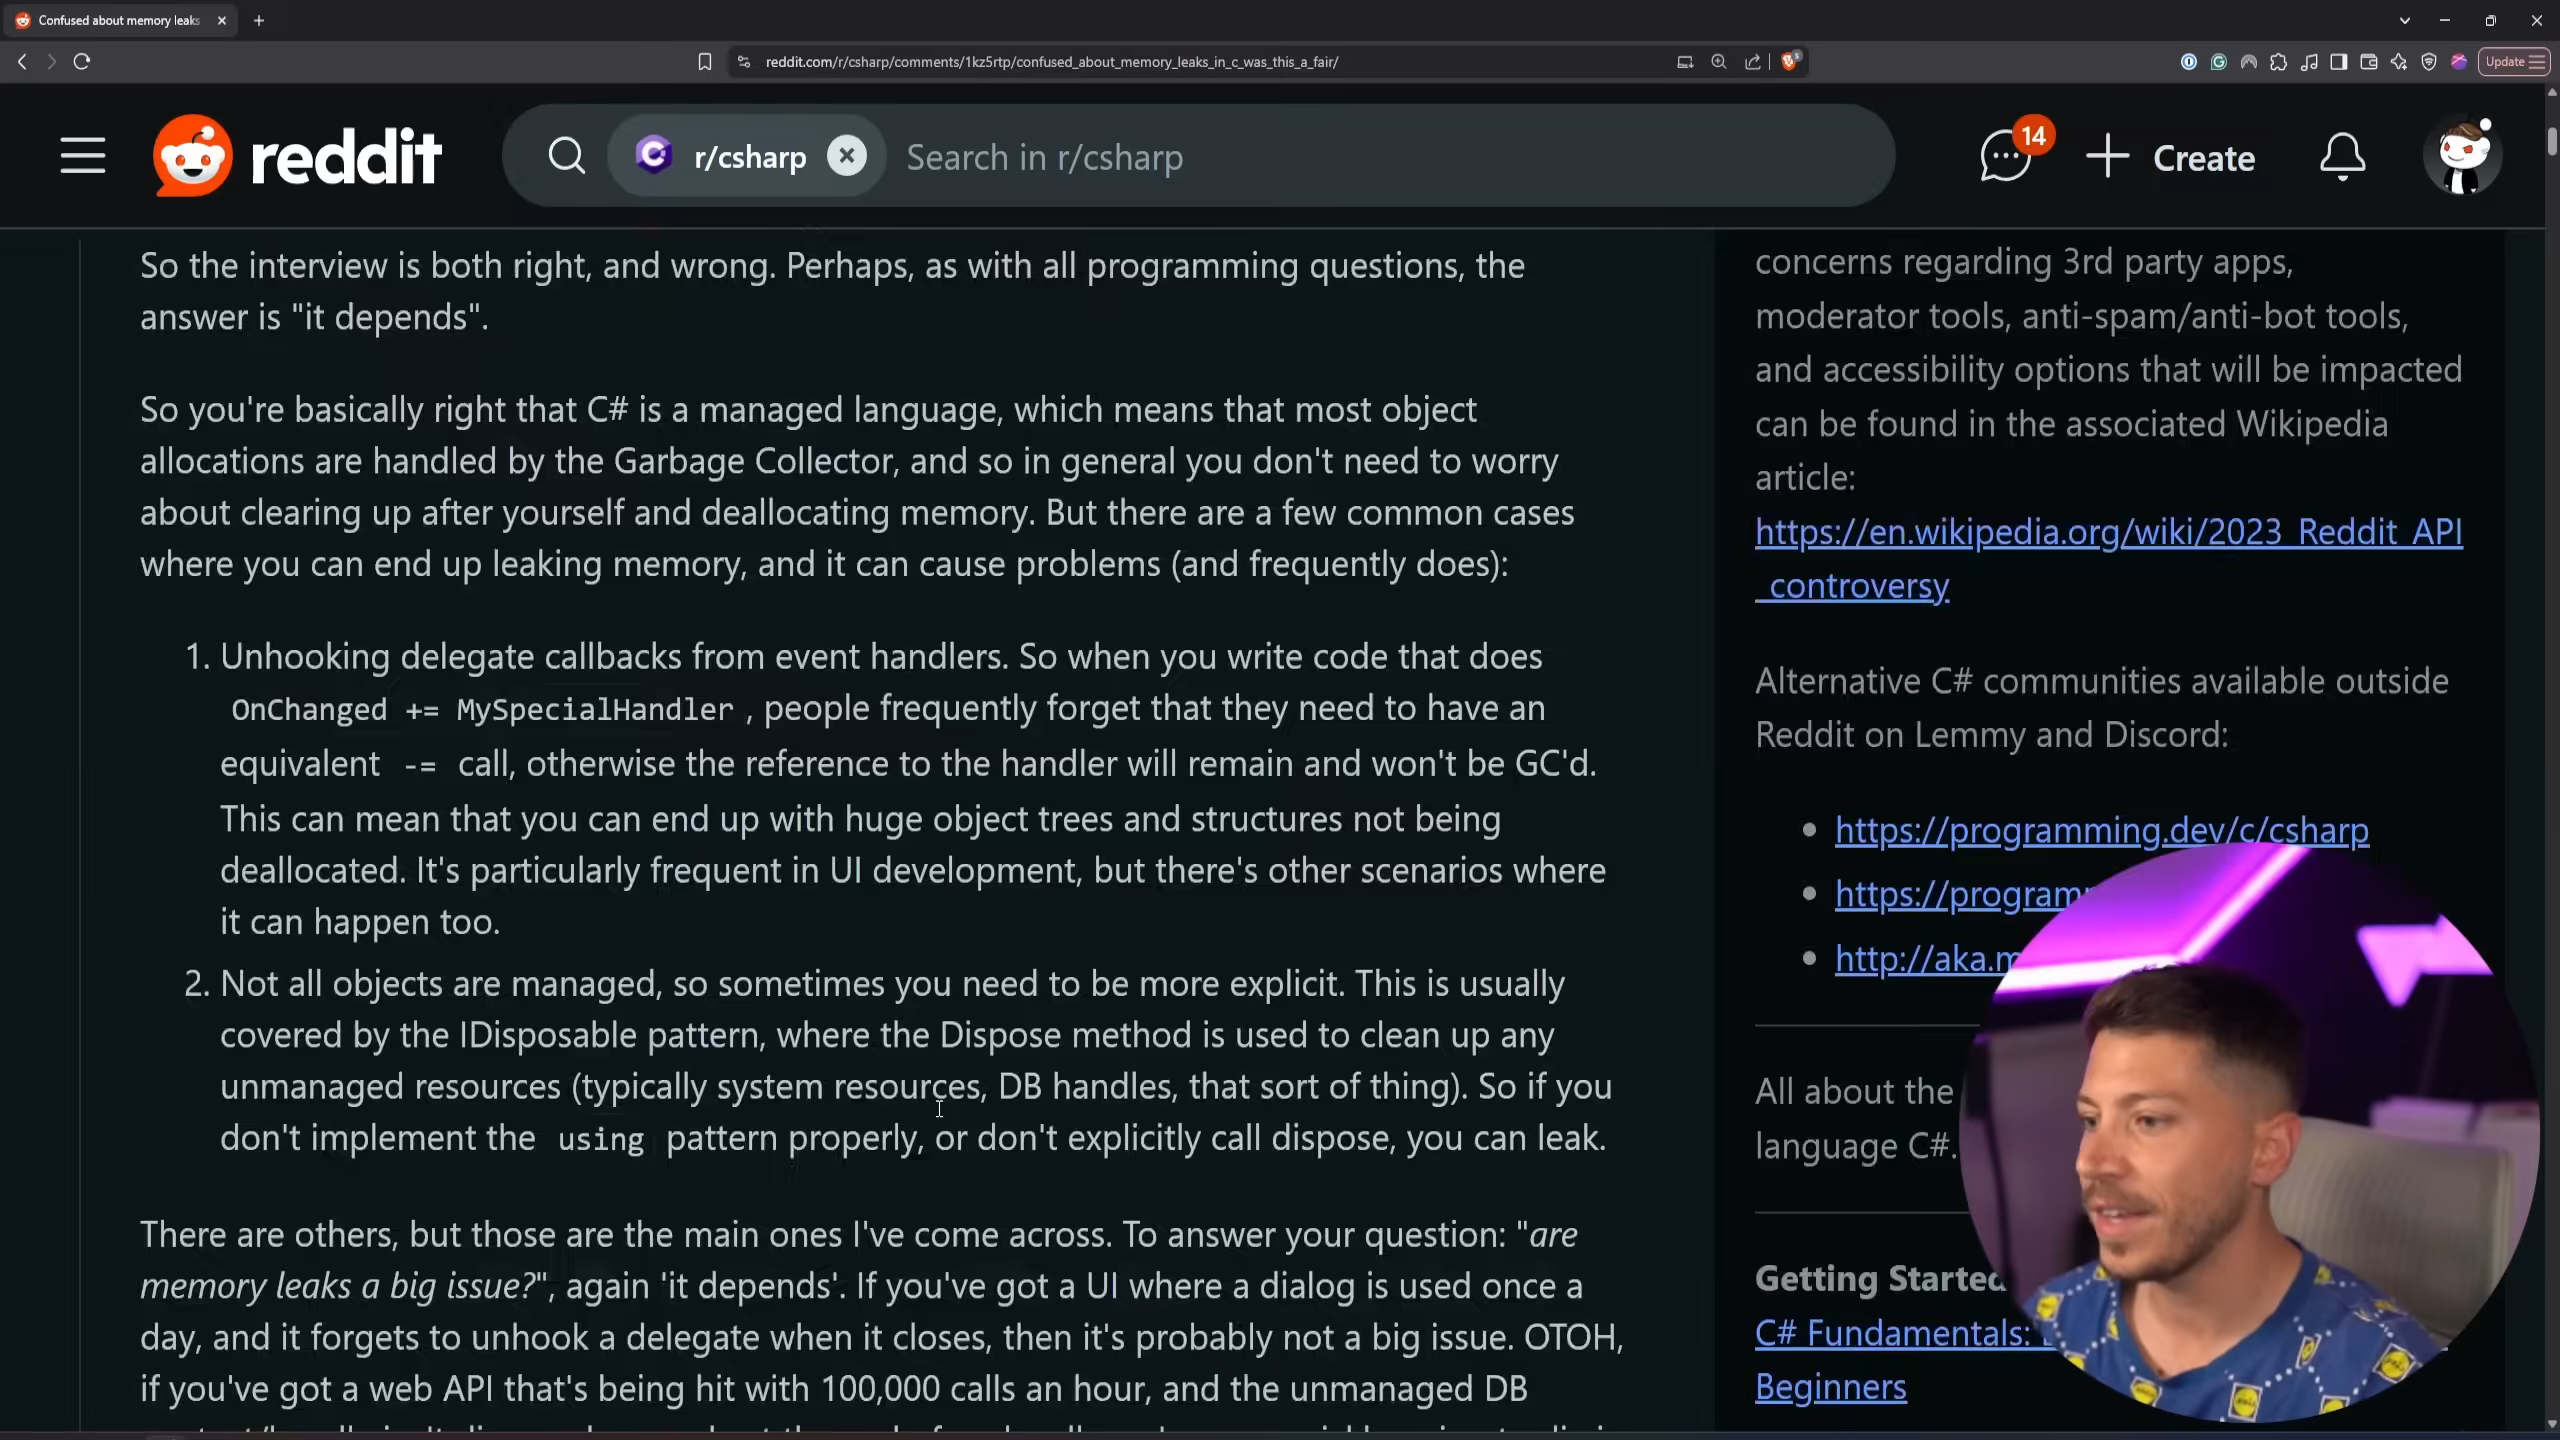 Confused about memory leaks
reddit.com/r/csharp/comments/1kz5rtp/confused_about_memory_leaks_in_c_was_this_a_fair/
Update
reddit
r/csharp
Search in r/csharp
14
Create
So the interview is both right, and wrong. Perhaps, as with all programming questions, the
answer is "it depends".
So you're basically right that C# is a managed language, which means that most object
allocations are handled by the Garbage Collector, and so in general you don't need to worry
about clearing up after yourself and deallocating memory. But there are a few common cases
where you can end up leaking memory, and it can cause problems (and frequently does):
1. Unhooking delegate callbacks from event handlers. So when you write code that does
OnChanged += MySpecialHandler , people frequently forget that they need to have an
equivalent -= call, otherwise the reference to the handler will remain and won't be GC'd.
This can mean that you can end up with huge object trees and structures not being
deallocated. It's particularly frequent in UI development, but there's other scenarios where
it can happen too.
2. Not all objects are managed, so sometimes you need to be more explicit. This is usually
covered by the IDisposable pattern, where the Dispose method is used to clean up any
unmanaged resources (typically system resources, DB handles, that sort of thing). So if you
don't implement the using pattern properly, or don't explicitly call dispose, you can leak.
There are others, but those are the main ones I've come across. To answer your question: "are
memory leaks a big issue?", again 'it depends'. If you've got a UI where a dialog is used once a
day, and it forgets to unhook a delegate when it closes, then it's probably not a big issue. OTOH,
if you've got a web API that's being hit with 100,000 calls an hour, and the unmanaged DB
concerns regarding 3rd party apps,
moderator tools, anti-spam/anti-bot tools,
and accessibility options that will be impacted
can be found in the associated Wikipedia
article:
https://en.wikipedia.org/wiki/2023_Reddit_API
_controversy
Alternative C# communities available outside
Reddit on Lemmy and Discord:
https://programming.dev/c/csharp
https://program
http://aka.m
All about the
language C#.
Getting Started
C# Fundamentals:
Beginners